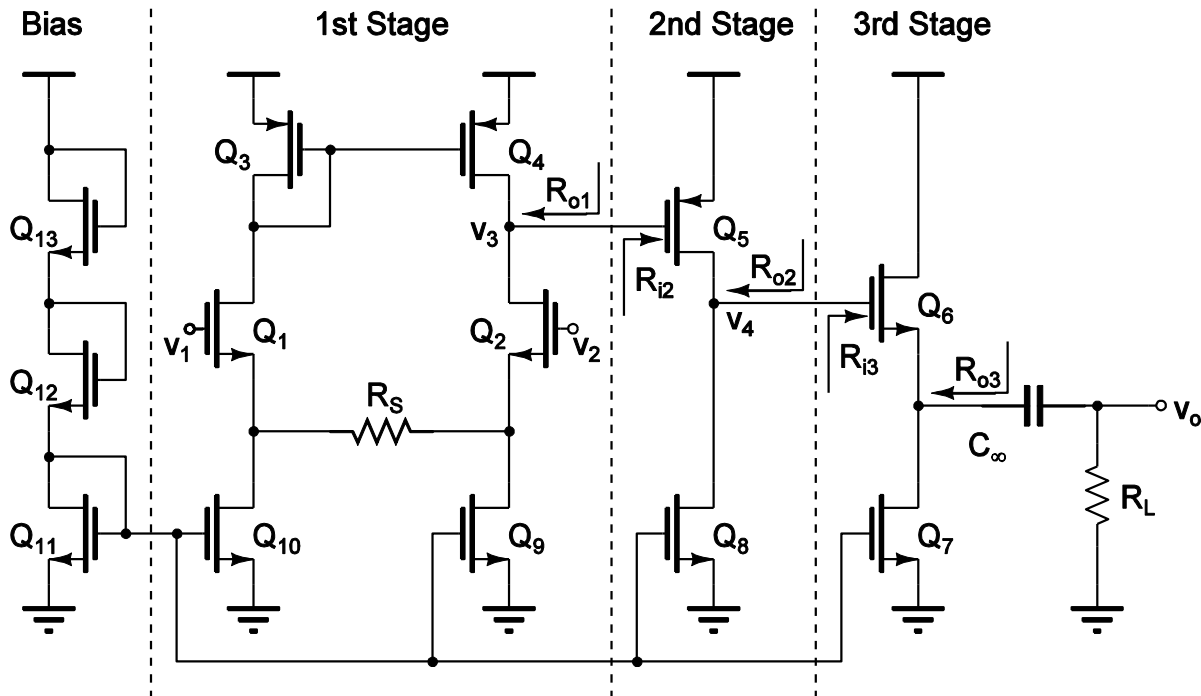 Bias 1st Stage 2nd Stage 3rd Stage
Q3 Q4
Ro1
Q13 v3 Q5
Ri2 Ro2
v4 Q6
v1 Q1 Q2 v2
Ri3 Ro3
Q12 RS
vo
C∞
RL
Q11 Q10 Q9 Q8 Q7